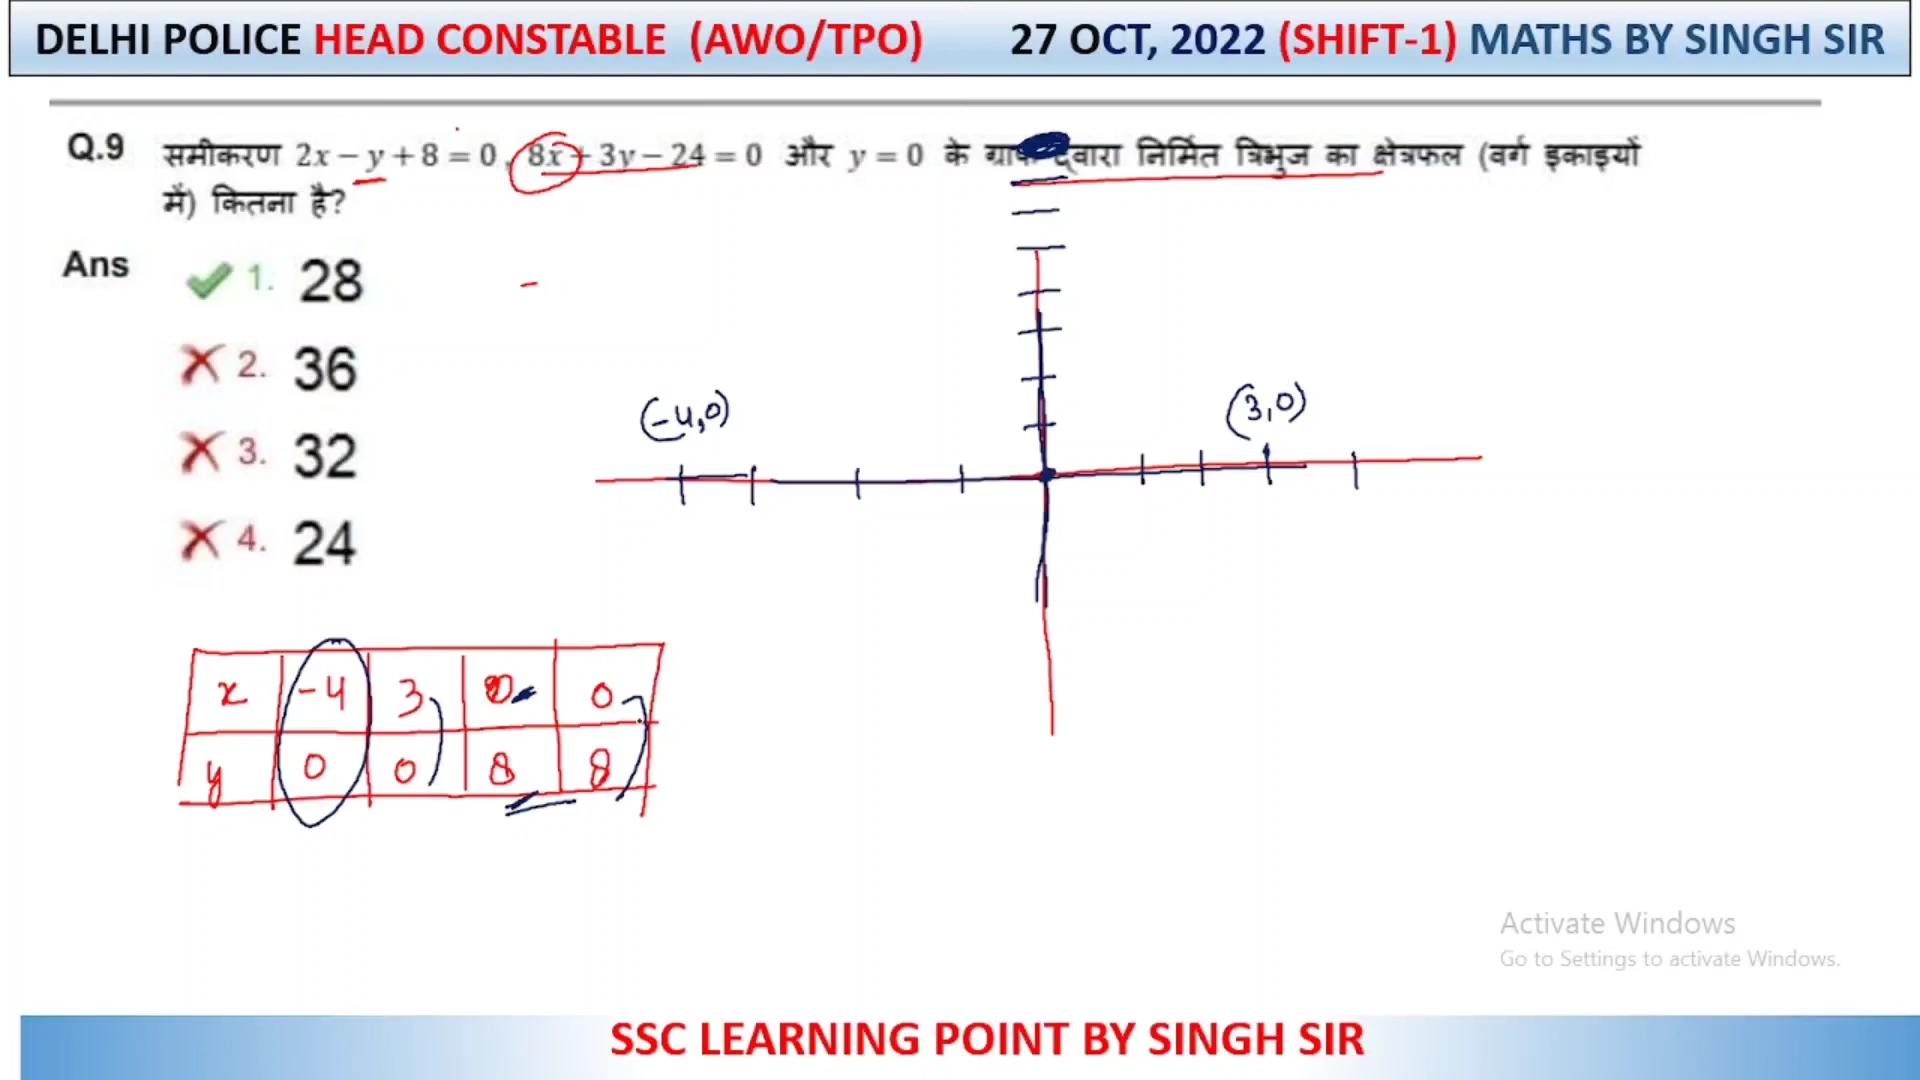 DELHI POLICE HEAD CONSTABLE (AWO/TPO) 27 OCT, 2022 (SHIFT-1) MATHS BY SINGH SIR
Q.9 समीकरण 2x − y + 8 = 0, 8x + 3y − 24 = 0 और y = 0 के द्वारा निर्मित त्रिभुज का क्षेत्रफल (वर्ग इकाइयों
में) कितना है?
Ans 1. 28
2. 36
3. 32
4. 24
(-4,0) (3,0)
x -4 3 0 0
y 0 0 8 8
Activate Windows
Go to Settings to activate Windows.
SSC LEARNING POINT BY SINGH SIR